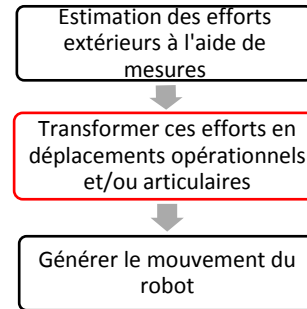 Estimation des efforts
extérieurs à l'aide de
mesures
Transformer ces efforts en
déplacements opérationnels
et/ou articulaires
Générer le mouvement du
robot